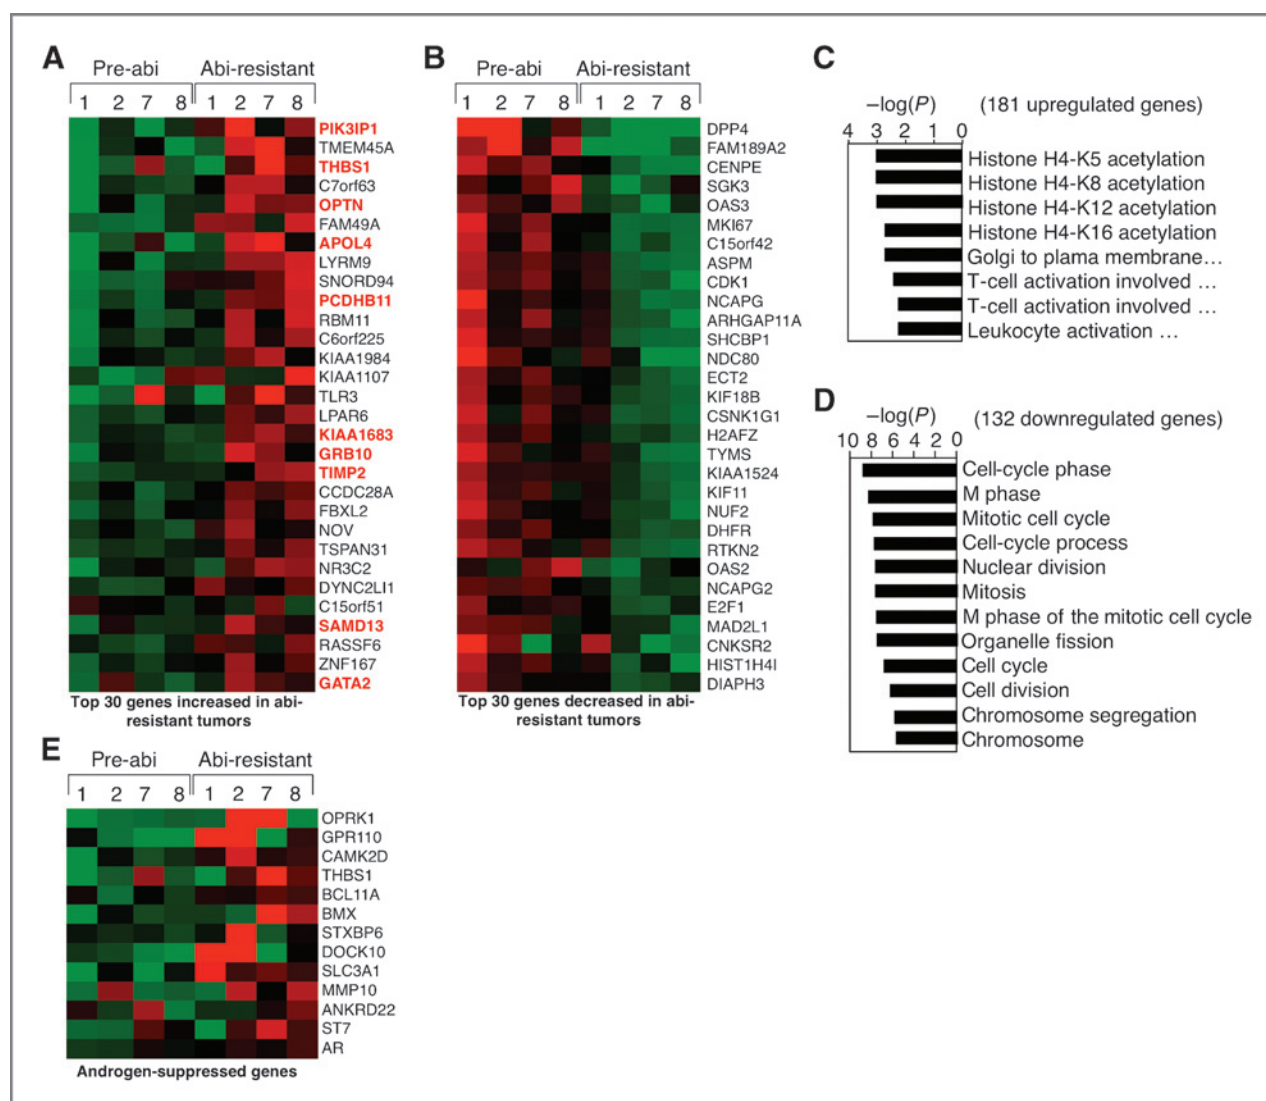 A
Pre-abi
Abi-resistant
1 2 7 8 1 2 7 8
PIK3IP1
TMEM45A
THBS1
C7orf63
OPTN
FAM49A
APOL4
LYRM9
SNORD94
PCDHB11
RBM11
C6orf225
KIAA1984
KIAA1107
TLR3
LPAR6
KIAA1683
GRB10
TIMP2
CCDC28A
FBXL2
NOV
TSPAN31
NR3C2
DYNC2LI1
C15orf51
SAMD13
RASSF6
ZNF167
GATA2
Top 30 genes increased in abi-
resistant tumors
B
Pre-abi
Abi-resistant
1 2 7 8 1 2 7 8
DPP4
FAM189A2
CENPE
SGK3
OAS3
MKI67
C15orf42
ASPM
CDK1
NCAPG
ARHGAP11A
SHCBP1
NDC80
ECT2
KIF18B
CSNK1G1
H2AFZ
TYMS
KIAA1524
KIF11
NUF2
DHFR
RTKN2
OAS2
NCAPG2
E2F1
MAD2L1
CNKSR2
HIST1H4I
DIAPH3
Top 30 genes decreased in abi-
resistant tumors
C
−log(P) (181 upregulated genes)
4 3 2 1 0
Histone H4-K5 acetylation
Histone H4-K8 acetylation
Histone H4-K12 acetylation
Histone H4-K16 acetylation
Golgi to plama membrane…
T-cell activation involved …
T-cell activation involved …
Leukocyte activation …
D
−log(P) (132 downregulated genes)
10 8 6 4 2 0
Cell-cycle phase
M phase
Mitotic cell cycle
Cell-cycle process
Nuclear division
Mitosis
M phase of the mitotic cell cycle
Organelle fission
Cell cycle
Cell division
Chromosome segregation
Chromosome
E
Pre-abi
Abi-resistant
1 2 7 8 1 2 7 8
OPRK1
GPR110
CAMK2D
THBS1
BCL11A
BMX
STXBP6
DOCK10
SLC3A1
MMP10
ANKRD22
ST7
AR
Androgen-suppressed genes